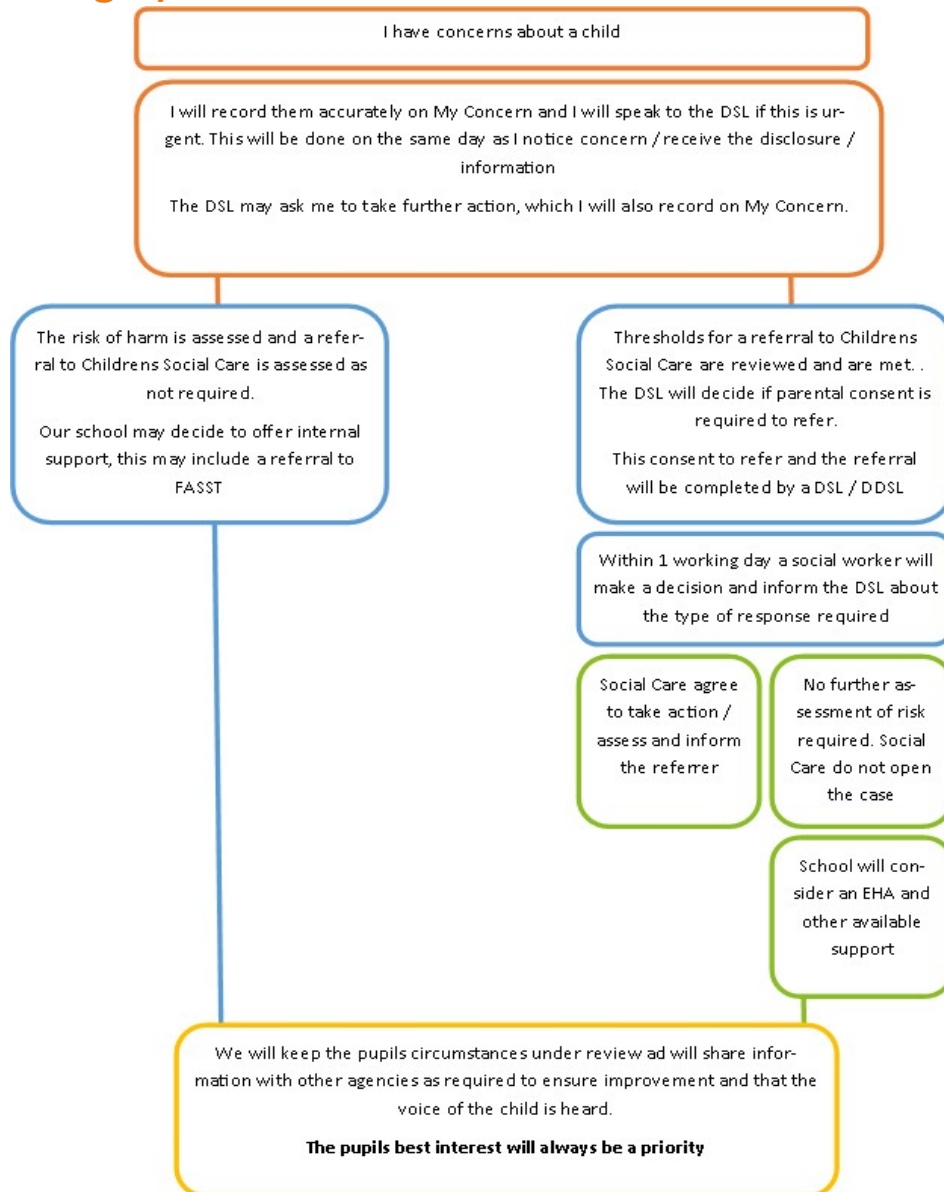 I have concerns about a child
I will record them accurately on My Concern and I will speak to the DSL if this is ur-
gent. This will be done on the same day as I notice concern / receive the disclosure /
information
The DSL may ask me to take further action, which I will also record on My Concern.
The risk of harm is assessed and a refer-
ral to Childrens Social Care is assessed as
not required.
Our school may decide to offer internal
support, this may include a referral to
FASST
Thresholds for a referral to Childrens
Social Care are reviewed and are met. .
The DSL will decide if parental consent is
required to refer.
This consent to refer and the referral
will be completed by a DSL / DDSL
Within 1 working day a social worker will
make a decision and inform the DSL about
the type of response required
Social Care agree
to take action /
assess and inform
the referrer
No further as-
sessment of risk
required. Social
Care do not open
the case
School will con-
sider an EHA and
other available
support
We will keep the pupils circumstances under review ad will share infor-
mation with other agencies as required to ensure improvement and that the
voice of the child is heard.
The pupils best interest will always be a priority